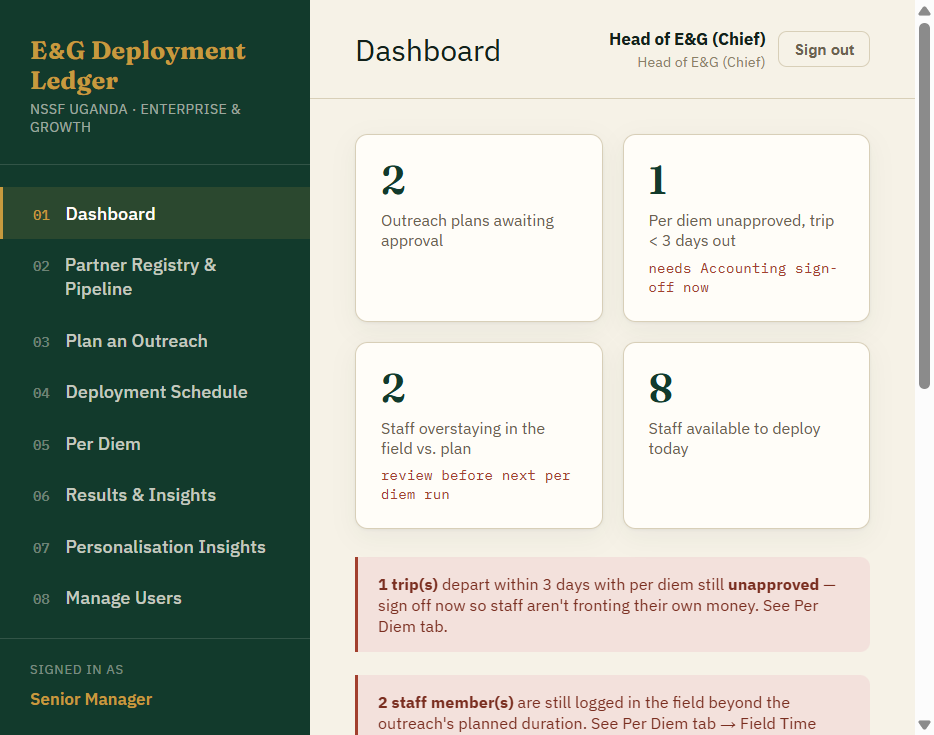 E&G Deployment
Ledger
NSSF UGANDA · ENTERPRISE &
GROWTH
01 Dashboard
02 Partner Registry &
Pipeline
03 Plan an Outreach
04 Deployment Schedule
05 Per Diem
06 Results & Insights
07 Personalisation Insights
08 Manage Users
SIGNED IN AS
Senior Manager
Dashboard
Head of E&G (Chief)
Head of E&G (Chief)
Sign out
2
Outreach plans awaiting
approval
1
Per diem unapproved, trip
< 3 days out
needs Accounting sign-
off now
2
Staff overstaying in the
field vs. plan
review before next per
diem run
8
Staff available to deploy
today
1 trip(s) depart within 3 days with per diem still unapproved —
sign off now so staff aren't fronting their own money. See Per
Diem tab.
2 staff member(s) are still logged in the field beyond the
outreach's planned duration. See Per Diem tab → Field Time